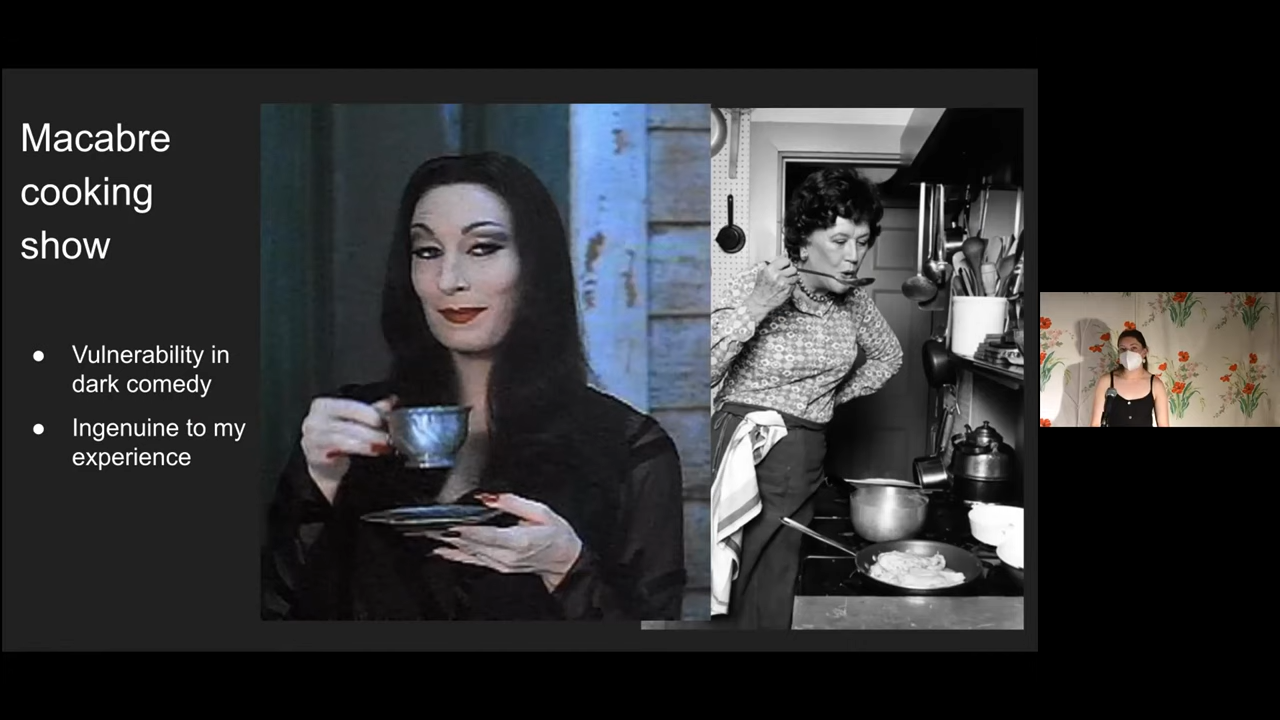 Macabre
cooking
show
● Vulnerability in
dark comedy
● Ingenuine to my
experience